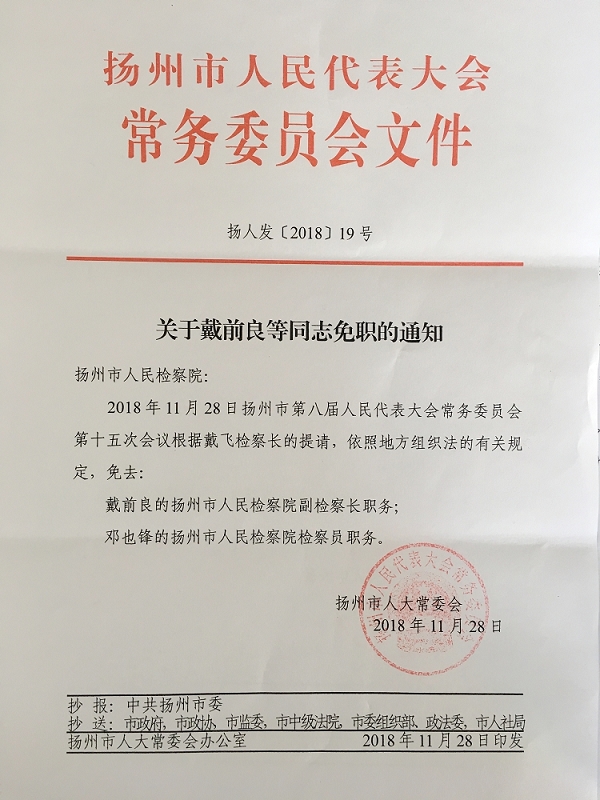 扬州市人民代表大会
常务委员会文件
扬人发〔2018〕19号
关于戴前良等同志免职的通知
扬州市人民检察院：
2018年11月28日扬州市第八届人民代表大会常务委员会
第十五次会议根据戴飞检察长的提请，依照地方组织法的有关规
定，免去：
戴前良的扬州市人民检察院副检察长职务；
邓也锋的扬州市人民检察院检察员职务。
扬州市人大常委会
2018年11月28日
抄 报：中共扬州市委
抄 送：市政府，市政协，市监委，市中级法院，市委组织部、政法委，市人社局
扬州市人大常委会办公室 2018年11月28日印发